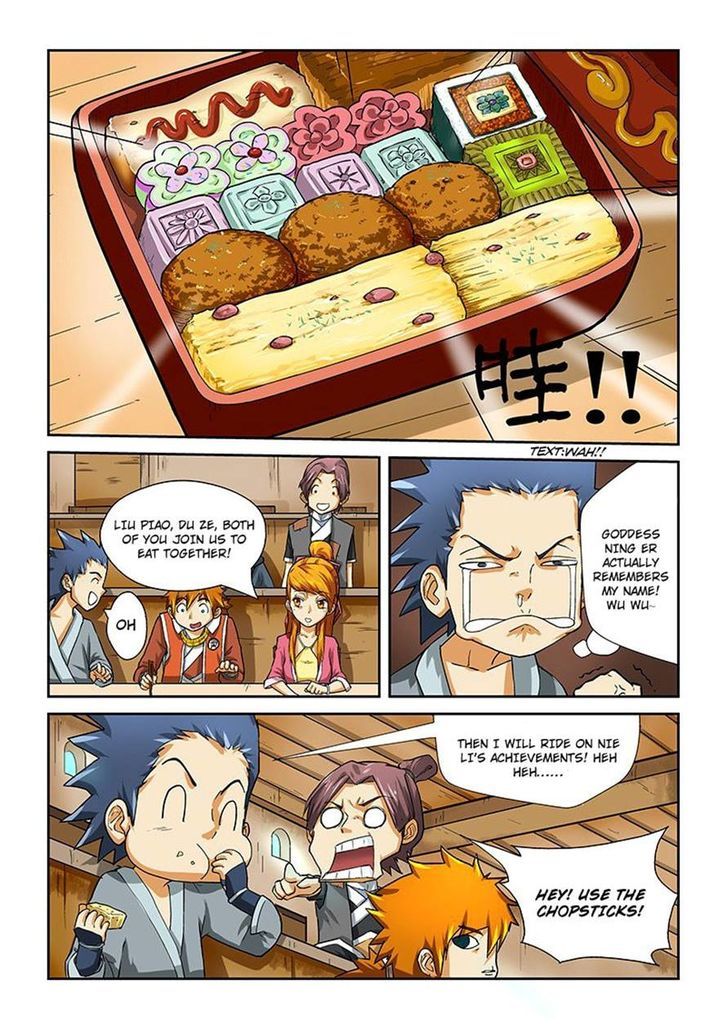 哇!!
TEXT:WAH!!
LIU PIAO, DU ZE, BOTH
OF YOU JOIN US TO
EAT TOGETHER!
OH
GODDESS
NING ER
ACTUALLY
REMEMBERS
MY NAME!
WU WU~
THEN I WILL RIDE ON NIE
LI'S ACHIEVEMENTS! HEH
HEH......
HEY! USE THE
CHOPSTICKS!